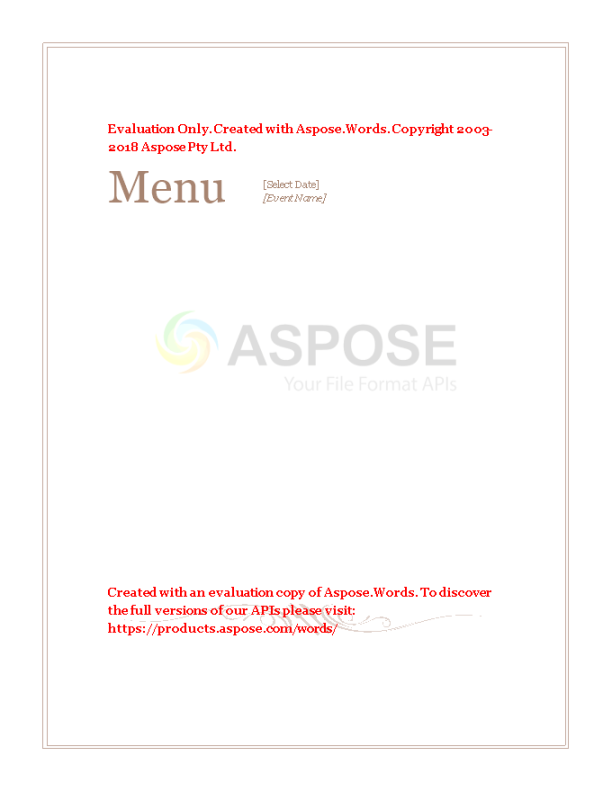 Evaluation Only. Created with Aspose.Words. Copyright 2003-
2018 Aspose Pty Ltd.
Menu
[Select Date]
[Event Name]
ASPOSE
Your File Format APIs
Created with an evaluation copy of Aspose.Words. To discover
the full versions of our APIs please visit:
https://products.aspose.com/words/